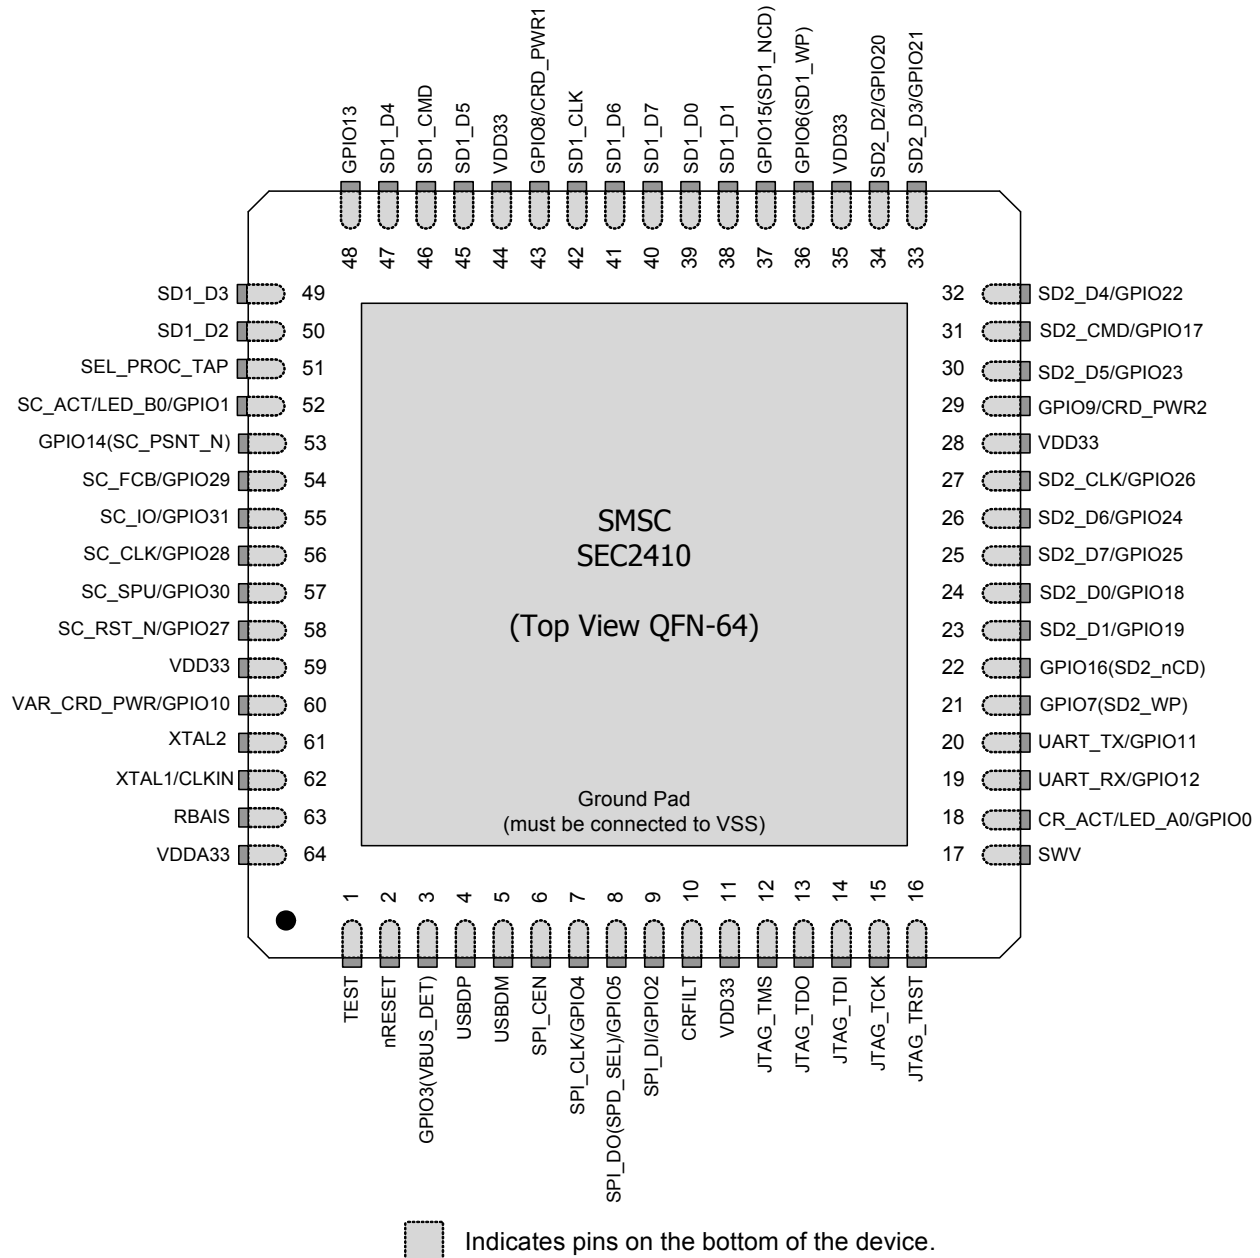 GPIO13
SD1_D4
SD1_CMD
SD1_D5
VDD33
GPIO8/CRD_PWR1
SD1_CLK
SD1_D6
SD1_D7
SD1_D0
SD1_D1
GPIO15(SD1_NCD)
GPIO6(SD1_WP)
VDD33
SD2_D2/GPIO20
SD2_D3/GPIO21
48
47
46
45
44
43
42
41
40
39
38
37
36
35
34
33
SD1_D3 49
SD1_D2 50
SEL_PROC_TAP 51
SC_ACT/LED_B0/GPIO1 52
GPIO14(SC_PSNT_N) 53
SC_FCB/GPIO29 54
SC_IO/GPIO31 55
SC_CLK/GPIO28 56
SC_SPU/GPIO30 57
SC_RST_N/GPIO27 58
VDD33 59
VAR_CRD_PWR/GPIO10 60
XTAL2 61
XTAL1/CLKIN 62
RBAIS 63
VDDA33 64
SMSC
SEC2410
(Top View QFN-64)
Ground Pad
(must be connected to VSS)
32 SD2_D4/GPIO22
31 SD2_CMD/GPIO17
30 SD2_D5/GPIO23
29 GPIO9/CRD_PWR2
28 VDD33
27 SD2_CLK/GPIO26
26 SD2_D6/GPIO24
25 SD2_D7/GPIO25
24 SD2_D0/GPIO18
23 SD2_D1/GPIO19
22 GPIO16(SD2_nCD)
21 GPIO7(SD2_WP)
20 UART_TX/GPIO11
19 UART_RX/GPIO12
18 CR_ACT/LED_A0/GPIO0
17 SWV
1
2
3
4
5
6
7
8
9
10
11
12
13
14
15
16
TEST
nRESET
GPIO3(VBUS_DET)
USBDP
USBDM
SPI_CEN
SPI_CLK/GPIO4
SPI_DO(SPD_SEL)/GPIO5
SPI_DI/GPIO2
CRFILT
VDD33
JTAG_TMS
JTAG_TDO
JTAG_TDI
JTAG_TCK
JTAG_TRST
Indicates pins on the bottom of the device.